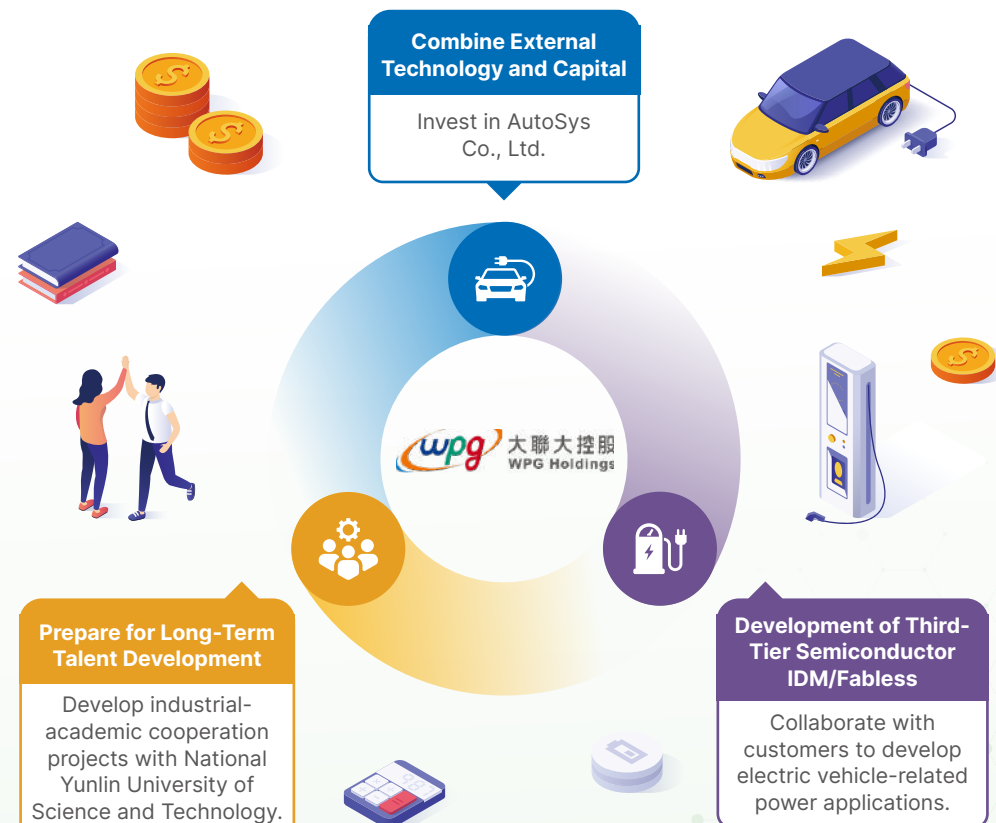 Combine External
Technology and Capital
Invest in AutoSys
Co., Ltd.
wpg 大聯大控股
WPG Holdings
Prepare for Long-Term
Talent Development
Develop industrial-
academic cooperation
projects with National
Yunlin University of
Science and Technology.
Development of Third-
Tier Semiconductor
IDM/Fabless
Collaborate with
customers to develop
electric vehicle-related
power applications.